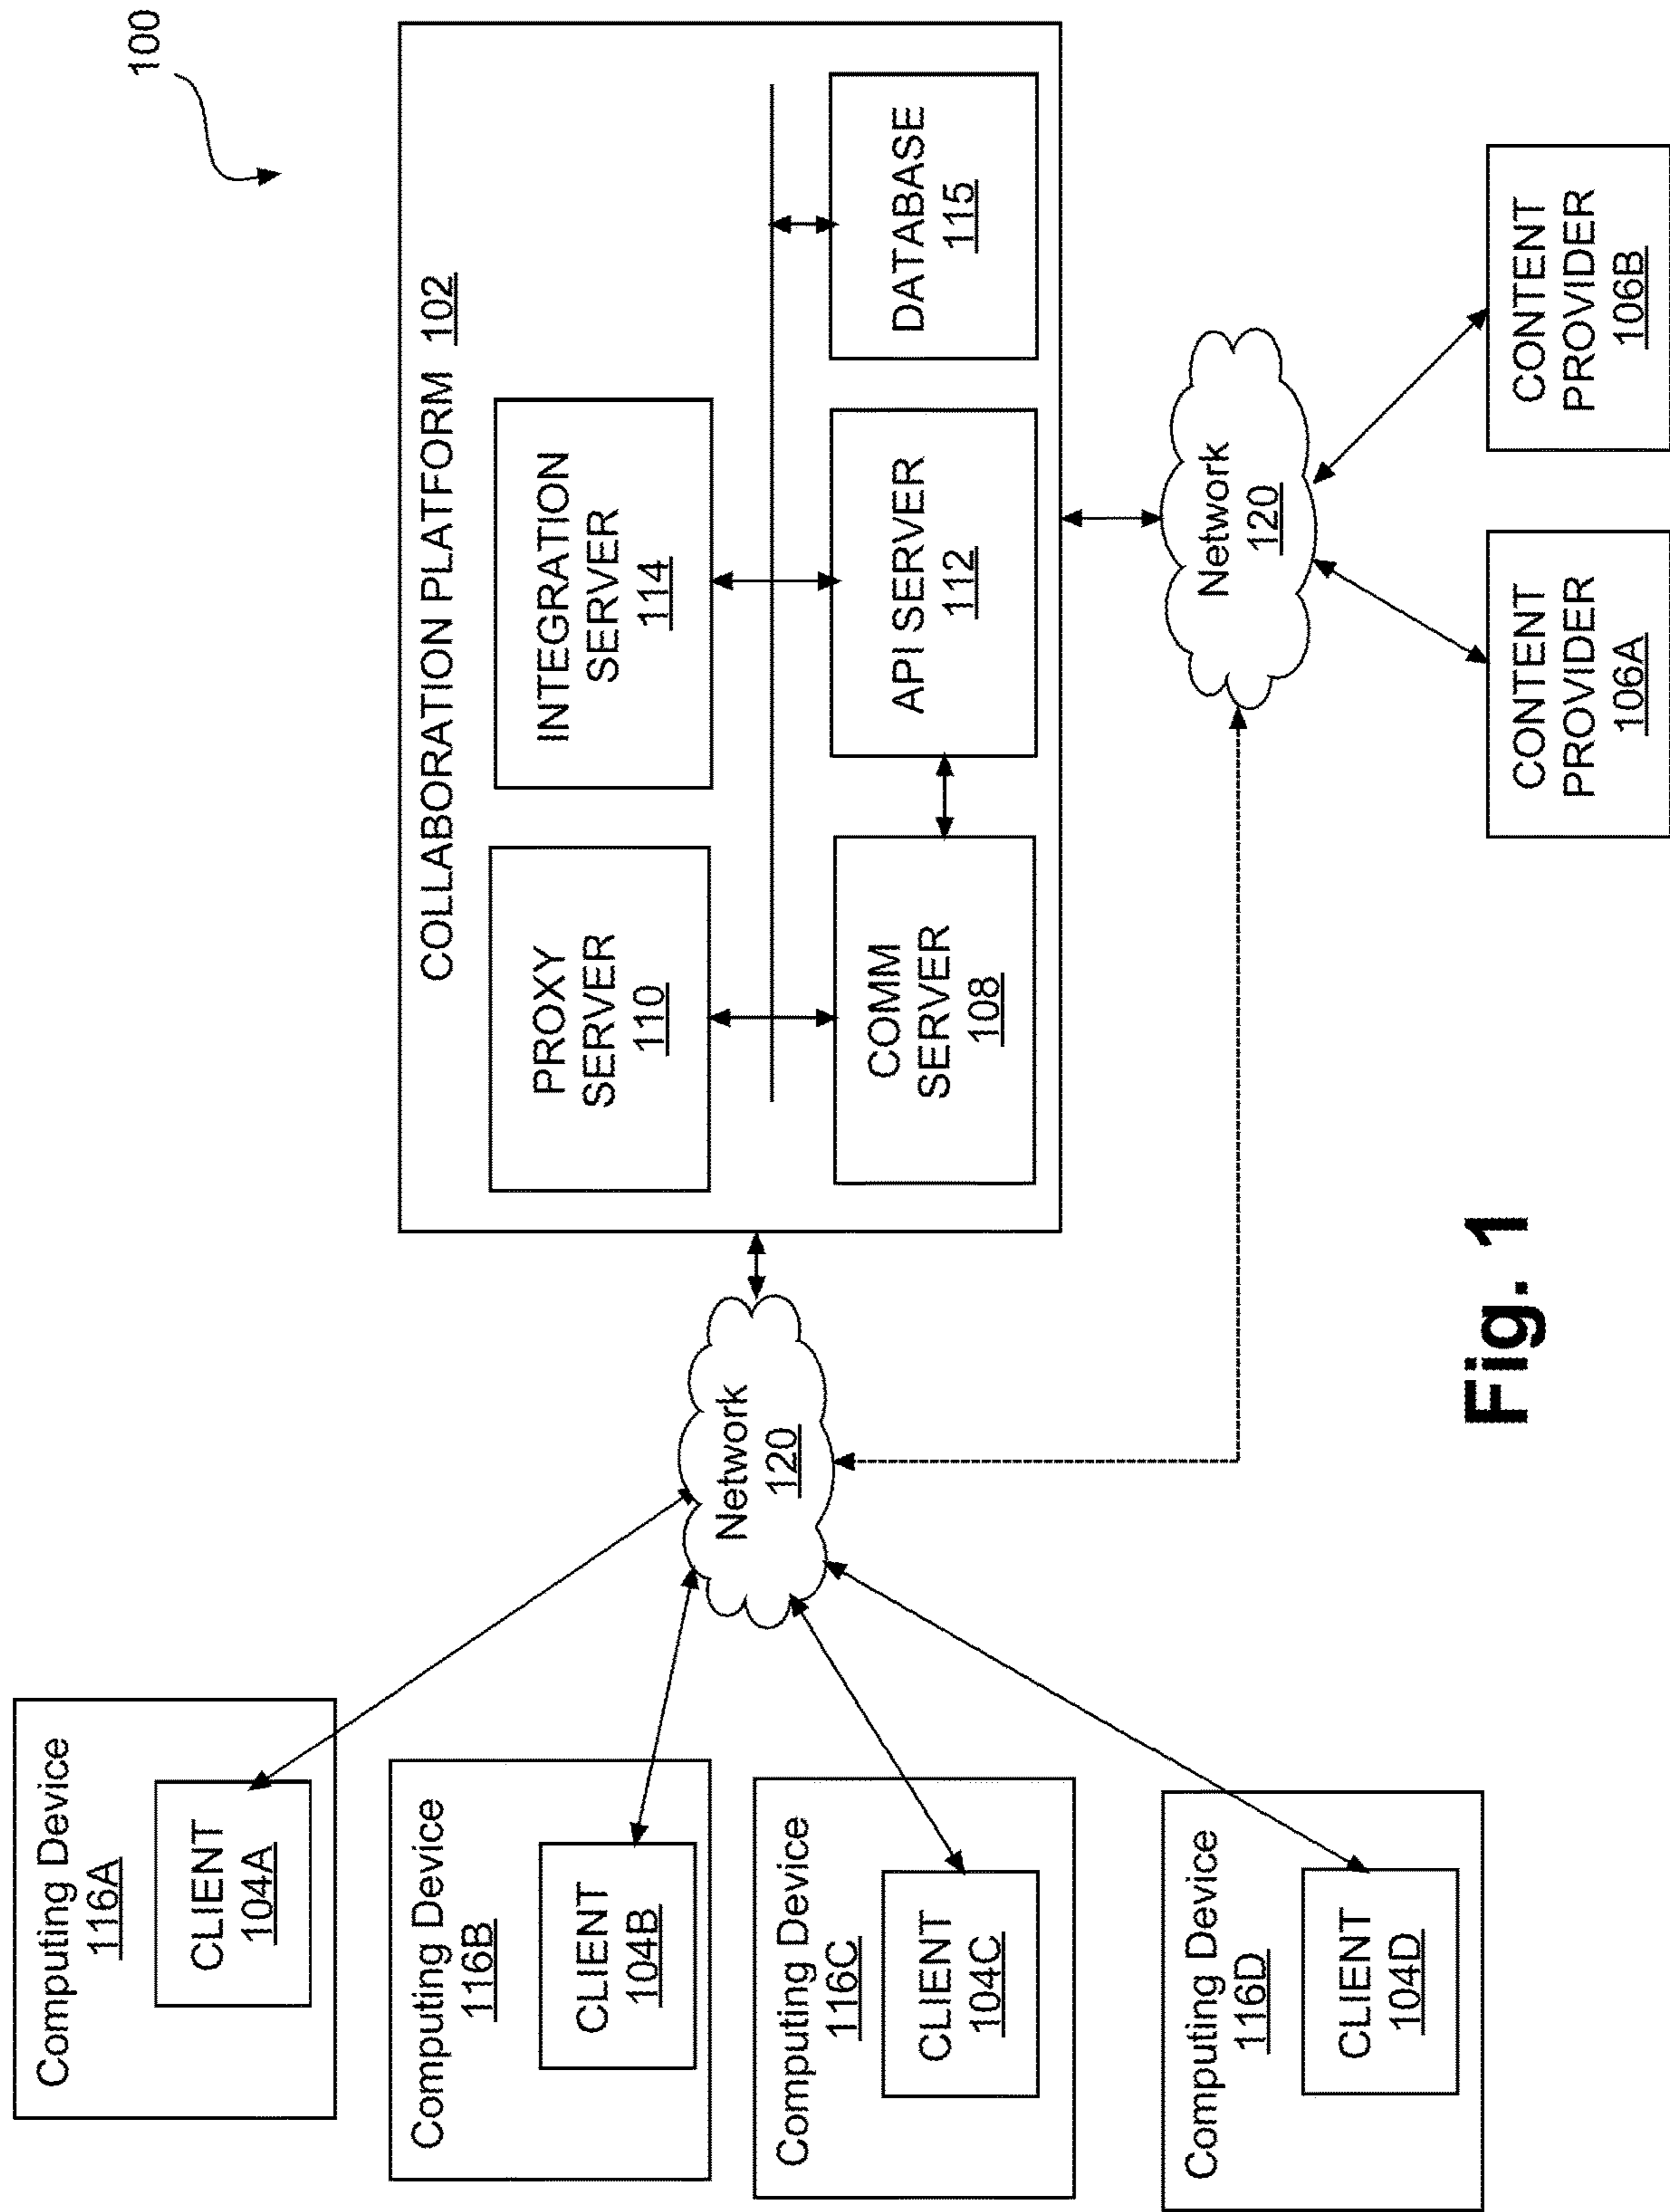 100
COLLABORATION PLATFORM 102
PROXY
SERVER
110
INTEGRATION
SERVER
114
COMM
SERVER
108
API SERVER
112
DATABASE
115
Computing Device
116A
CLIENT
104A
Computing Device
116B
CLIENT
104B
Computing Device
116C
CLIENT
104C
Computing Device
116D
CLIENT
104D
Network
120
Network
120
CONTENT
PROVIDER
106A
CONTENT
PROVIDER
106B
Fig. 1